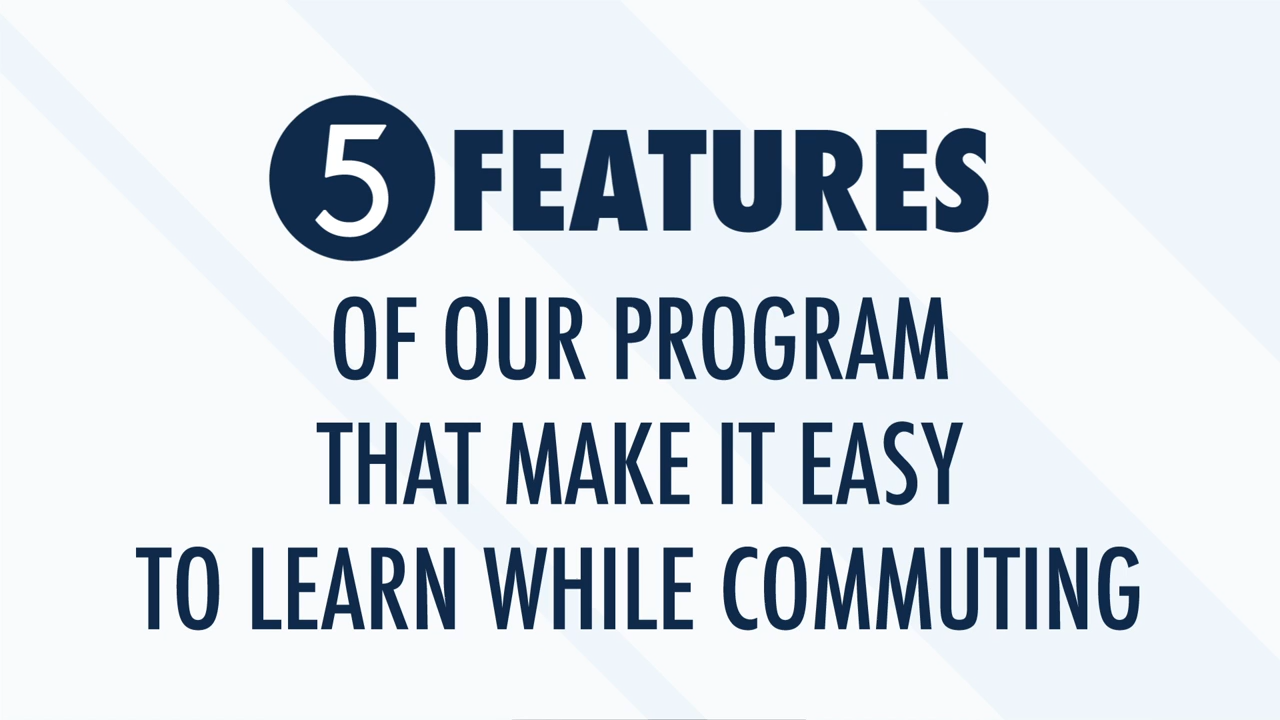 5 FEATURES
OF OUR PROGRAM
THAT MAKE IT EASY
TO LEARN WHILE COMMUTING